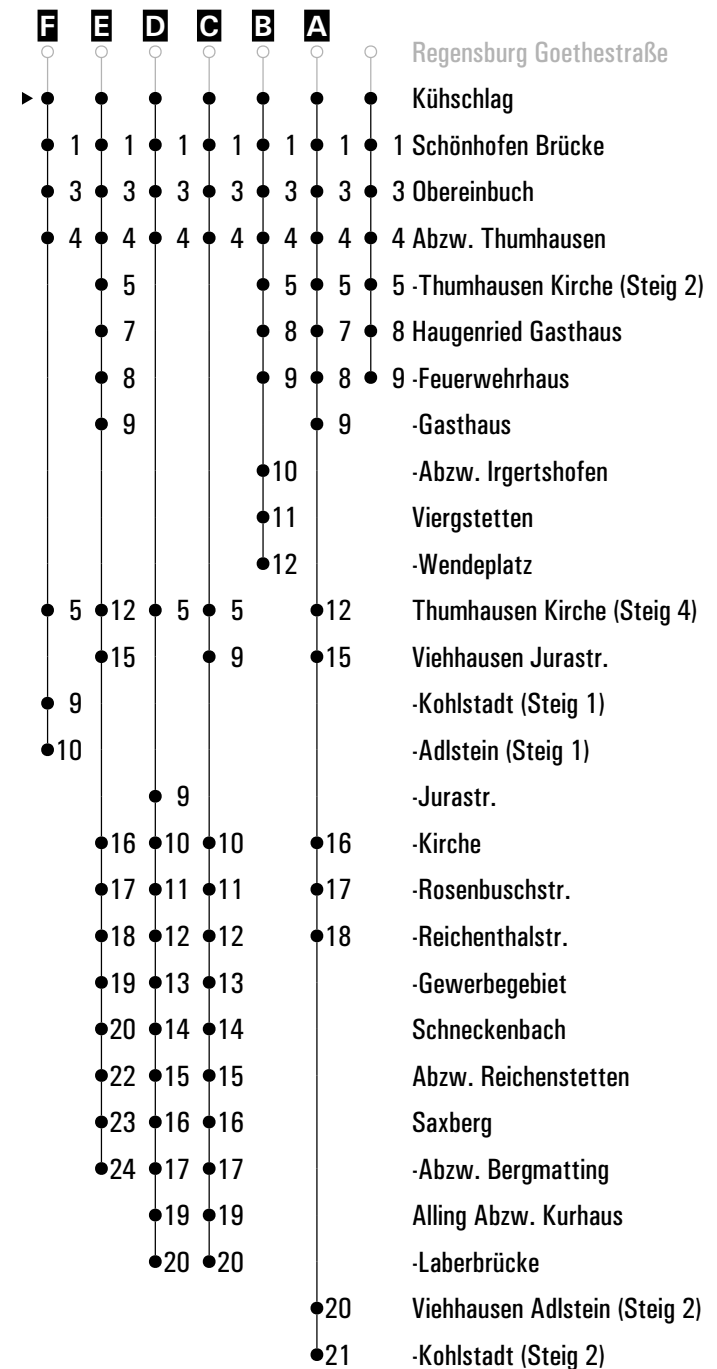 F E D C B A
Regensburg Goethestraße
Kühschlag
1 1 1 1 1 1 1 Schönhofen Brücke
3 3 3 3 3 3 3 Obereinbuch
4 4 4 4 4 4 4 Abzw. Thumhausen
5 5 5 5 -Thumhausen Kirche (Steig 2)
7 8 7 8 Haugenried Gasthaus
8 9 8 9 -Feuerwehrhaus
9 9 -Gasthaus
10 -Abzw. Irgertshofen
11 Viergstetten
12 -Wendeplatz
5 12 5 5 12 Thumhausen Kirche (Steig 4)
15 9 15 Viehhausen Jurastr.
9 -Kohlstadt (Steig 1)
10 -Adlstein (Steig 1)
9 -Jurastr.
16 10 10 16 -Kirche
17 11 11 17 -Rosenbuschstr.
18 12 12 18 -Reichenthalstr.
19 13 13 -Gewerbegebiet
20 14 14 Schneckenbach
22 15 15 Abzw. Reichenstetten
23 16 16 Saxberg
24 17 17 -Abzw. Bergmatting
19 19 Alling Abzw. Kurhaus
20 20 -Laberbrücke
20 Viehhausen Adlstein (Steig 2)
21 -Kohlstadt (Steig 2)